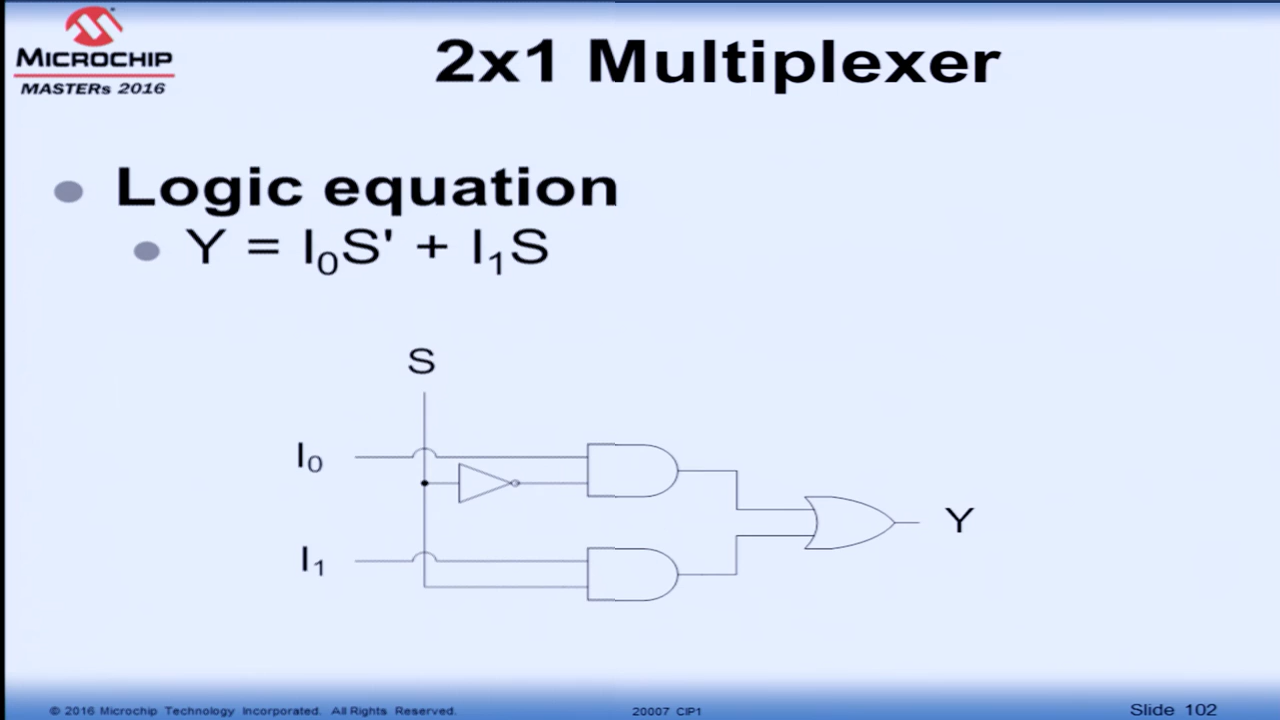 MICROCHIP
MASTERs 2016
2x1 Multiplexer
Logic equation
Y = I₀S' + I₁S
S
I₀
I₁
Y
© 2016 Microchip Technology Incorporated. All Rights Reserved.
20007 CIP1
Slide 102